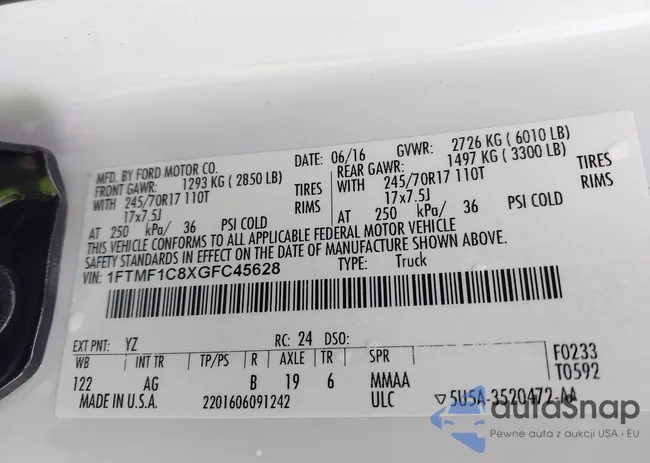 MFD. BY FORD MOTOR CO.
DATE: 06/16 GVWR: 2726 KG ( 6010 LB)
FRONT GAWR: 1293 KG ( 2850 LB) REAR GAWR: 1497 KG ( 3300 LB)
WITH 245/70R17 110T TIRES WITH 245/70R17 110T TIRES
17x7.5J RIMS 17x7.5J RIMS
AT 250 kPa/ 36 PSI COLD AT 250 kPa/ 36 PSI COLD
THIS VEHICLE CONFORMS TO ALL APPLICABLE FEDERAL MOTOR VEHICLE
SAFETY STANDARDS IN EFFECT ON THE DATE OF MANUFACTURE SHOWN ABOVE.
VIN: 1FTMF1C8XGFC45628 TYPE: Truck
EXT PNT: YZ RC: 24 DSO:
WB INT TR TP/PS R AXLE TR SPR F0233
122 AG B 19 6 MMAA T0592
MADE IN U.S.A. 2201606091242 ULC ▽5U5A-3520472-AA
autoSnap
Pewne auta z aukcji USA i EU